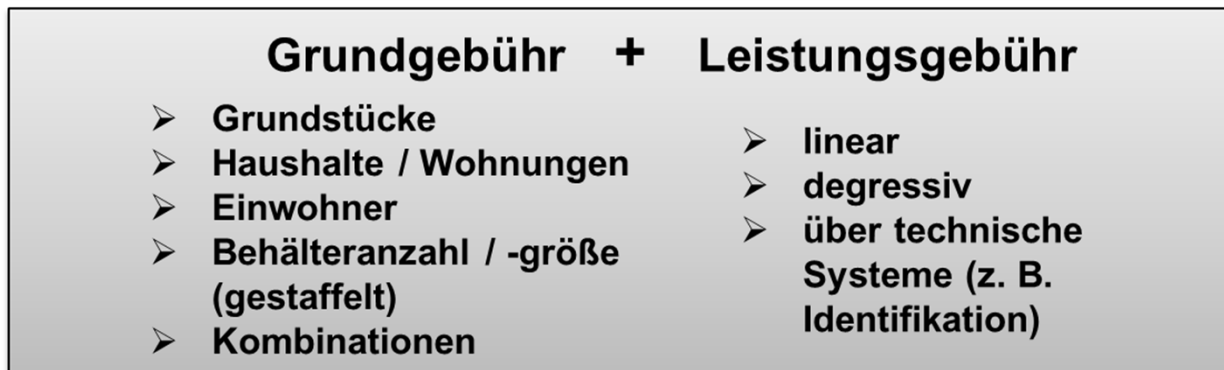 Grundgebühr + Leistungsgebühr
➢ Grundstücke
➢ Haushalte / Wohnungen
➢ Einwohner
➢ Behälteranzahl / -größe
(gestaffelt)
➢ Kombinationen
➢ linear
➢ degressiv
➢ über technische
Systeme (z. B.
Identifikation)